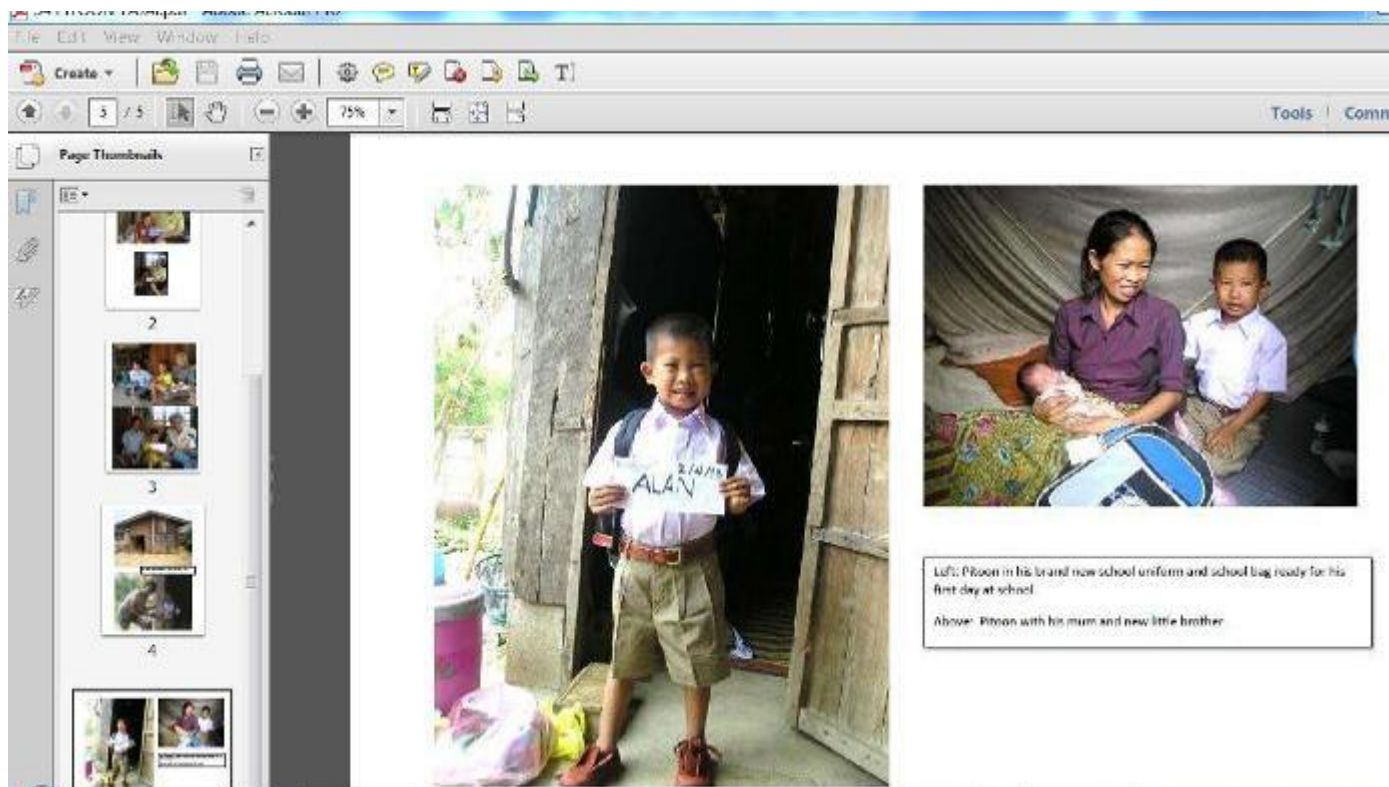 File Edit View Window Help
Create
5 / 5
75%
Tools
Page Thumbnails
2
3
4
ALAN
Left: Pitoon in his brand new school uniform and school bag ready for his
first day at school
Above: Pitoon with his mum and new little brother